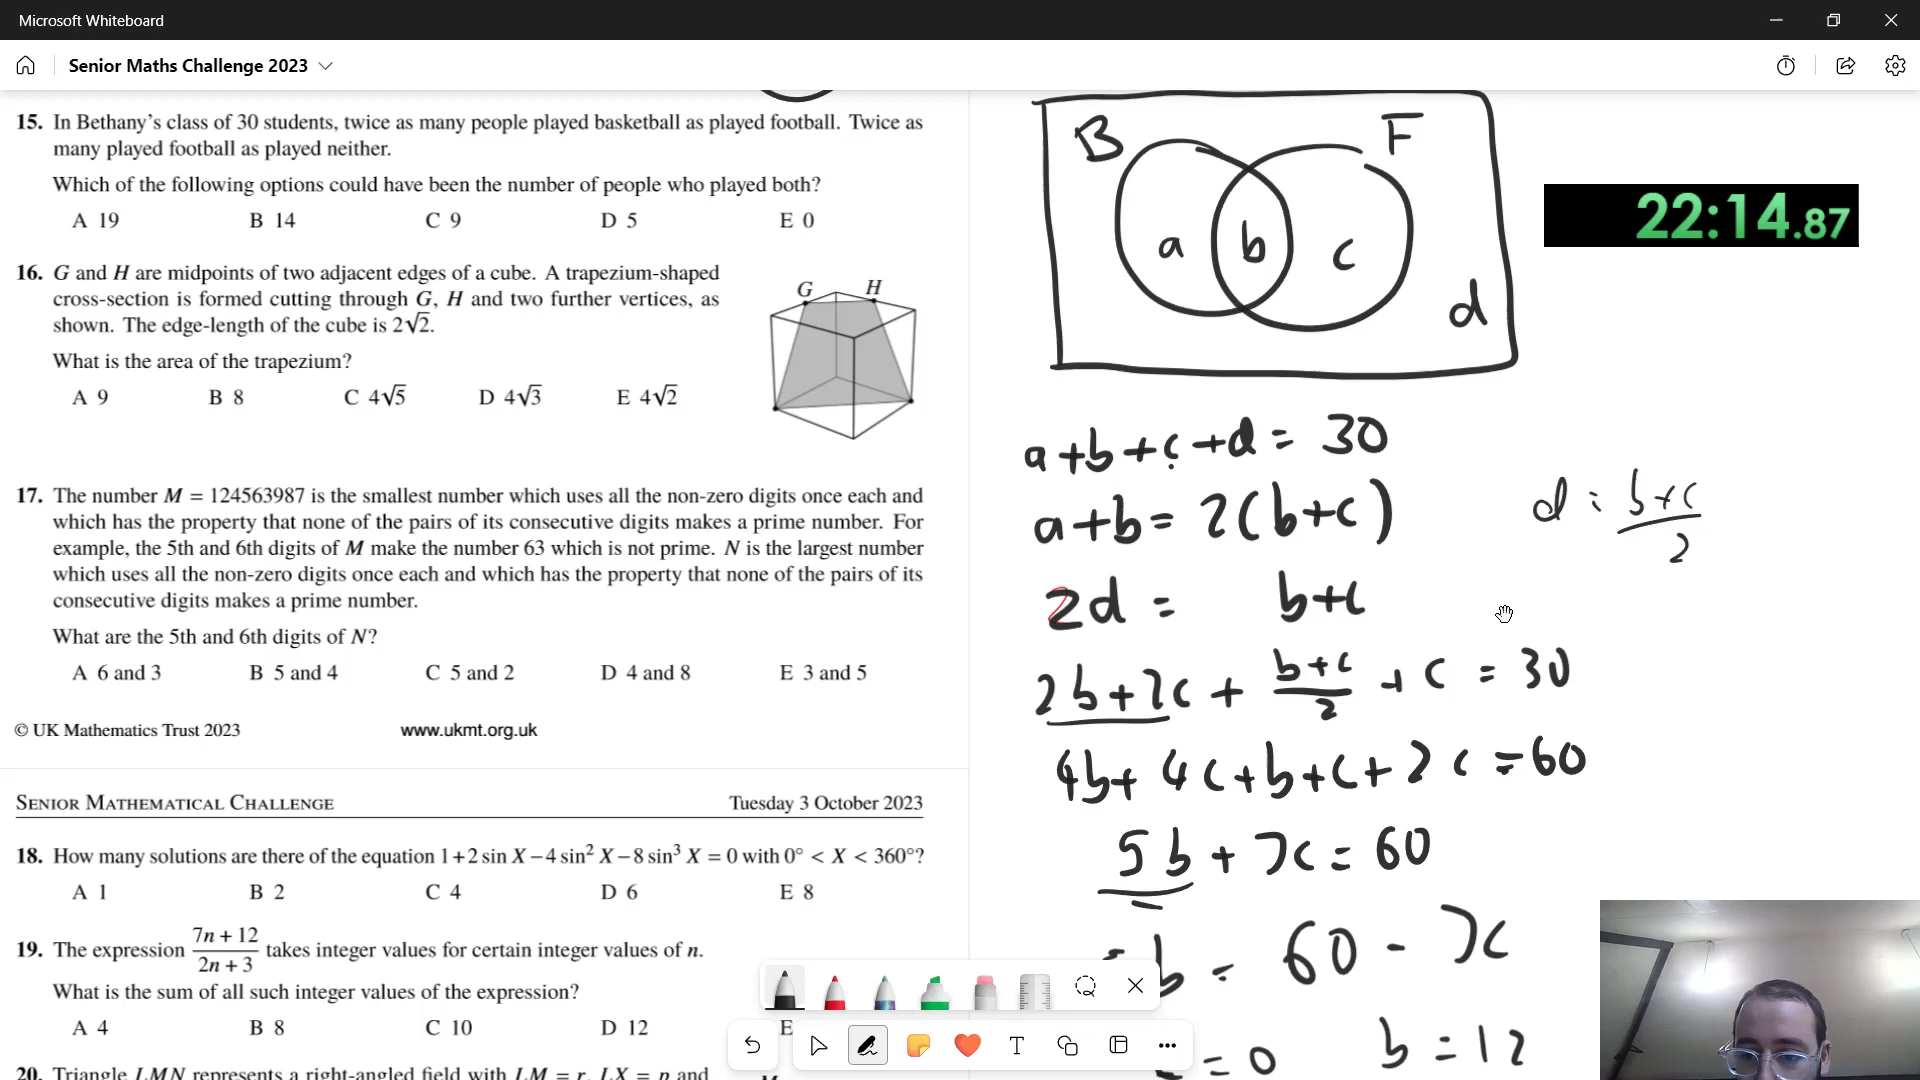 Microsoft Whiteboard
Senior Maths Challenge 2023
15. In Bethany's class of 30 students, twice as many people played basketball as played football. Twice as
many played football as played neither.
Which of the following options could have been the number of people who played both?
A 19 B 14 C 9 D 5 E 0
16. G and H are midpoints of two adjacent edges of a cube. A trapezium-shaped
cross-section is formed cutting through G, H and two further vertices, as
shown. The edge-length of the cube is 2√2.
What is the area of the trapezium?
A 9 B 8 C 4√5 D 4√3 E 4√2
G H
17. The number M = 124563987 is the smallest number which uses all the non-zero digits once each and
which has the property that none of the pairs of its consecutive digits makes a prime number. For
example, the 5th and 6th digits of M make the number 63 which is not prime. N is the largest number
which uses all the non-zero digits once each and which has the property that none of the pairs of its
consecutive digits makes a prime number.
What are the 5th and 6th digits of N?
A 6 and 3 B 5 and 4 C 5 and 2 D 4 and 8 E 3 and 5
© UK Mathematics Trust 2023 www.ukmt.org.uk
SENIOR MATHEMATICAL CHALLENGE Tuesday 3 October 2023
18. How many solutions are there of the equation 1+2 sin X−4 sin² X−8 sin³ X = 0 with 0° < X < 360°?
A 1 B 2 C 4 D 6 E 8
19. The expression (7n + 12)/(2n + 3) takes integer values for certain integer values of n.
What is the sum of all such integer values of the expression?
A 4 B 8 C 10 D 12 E
20. Triangle LMN represents a right-angled field with LM = r, LX = p and
B F
a b c
d
22:14.87
a+b+c+d= 30
a+b= 2(b+c)
d = (b+c)/2
2d = b+c
2b+2c + (b+c)/2 + c = 30
4b+ 4c+b+c+2c=60
5b + 7c= 60
b = 60 - 7c
= 0 b = 12
T